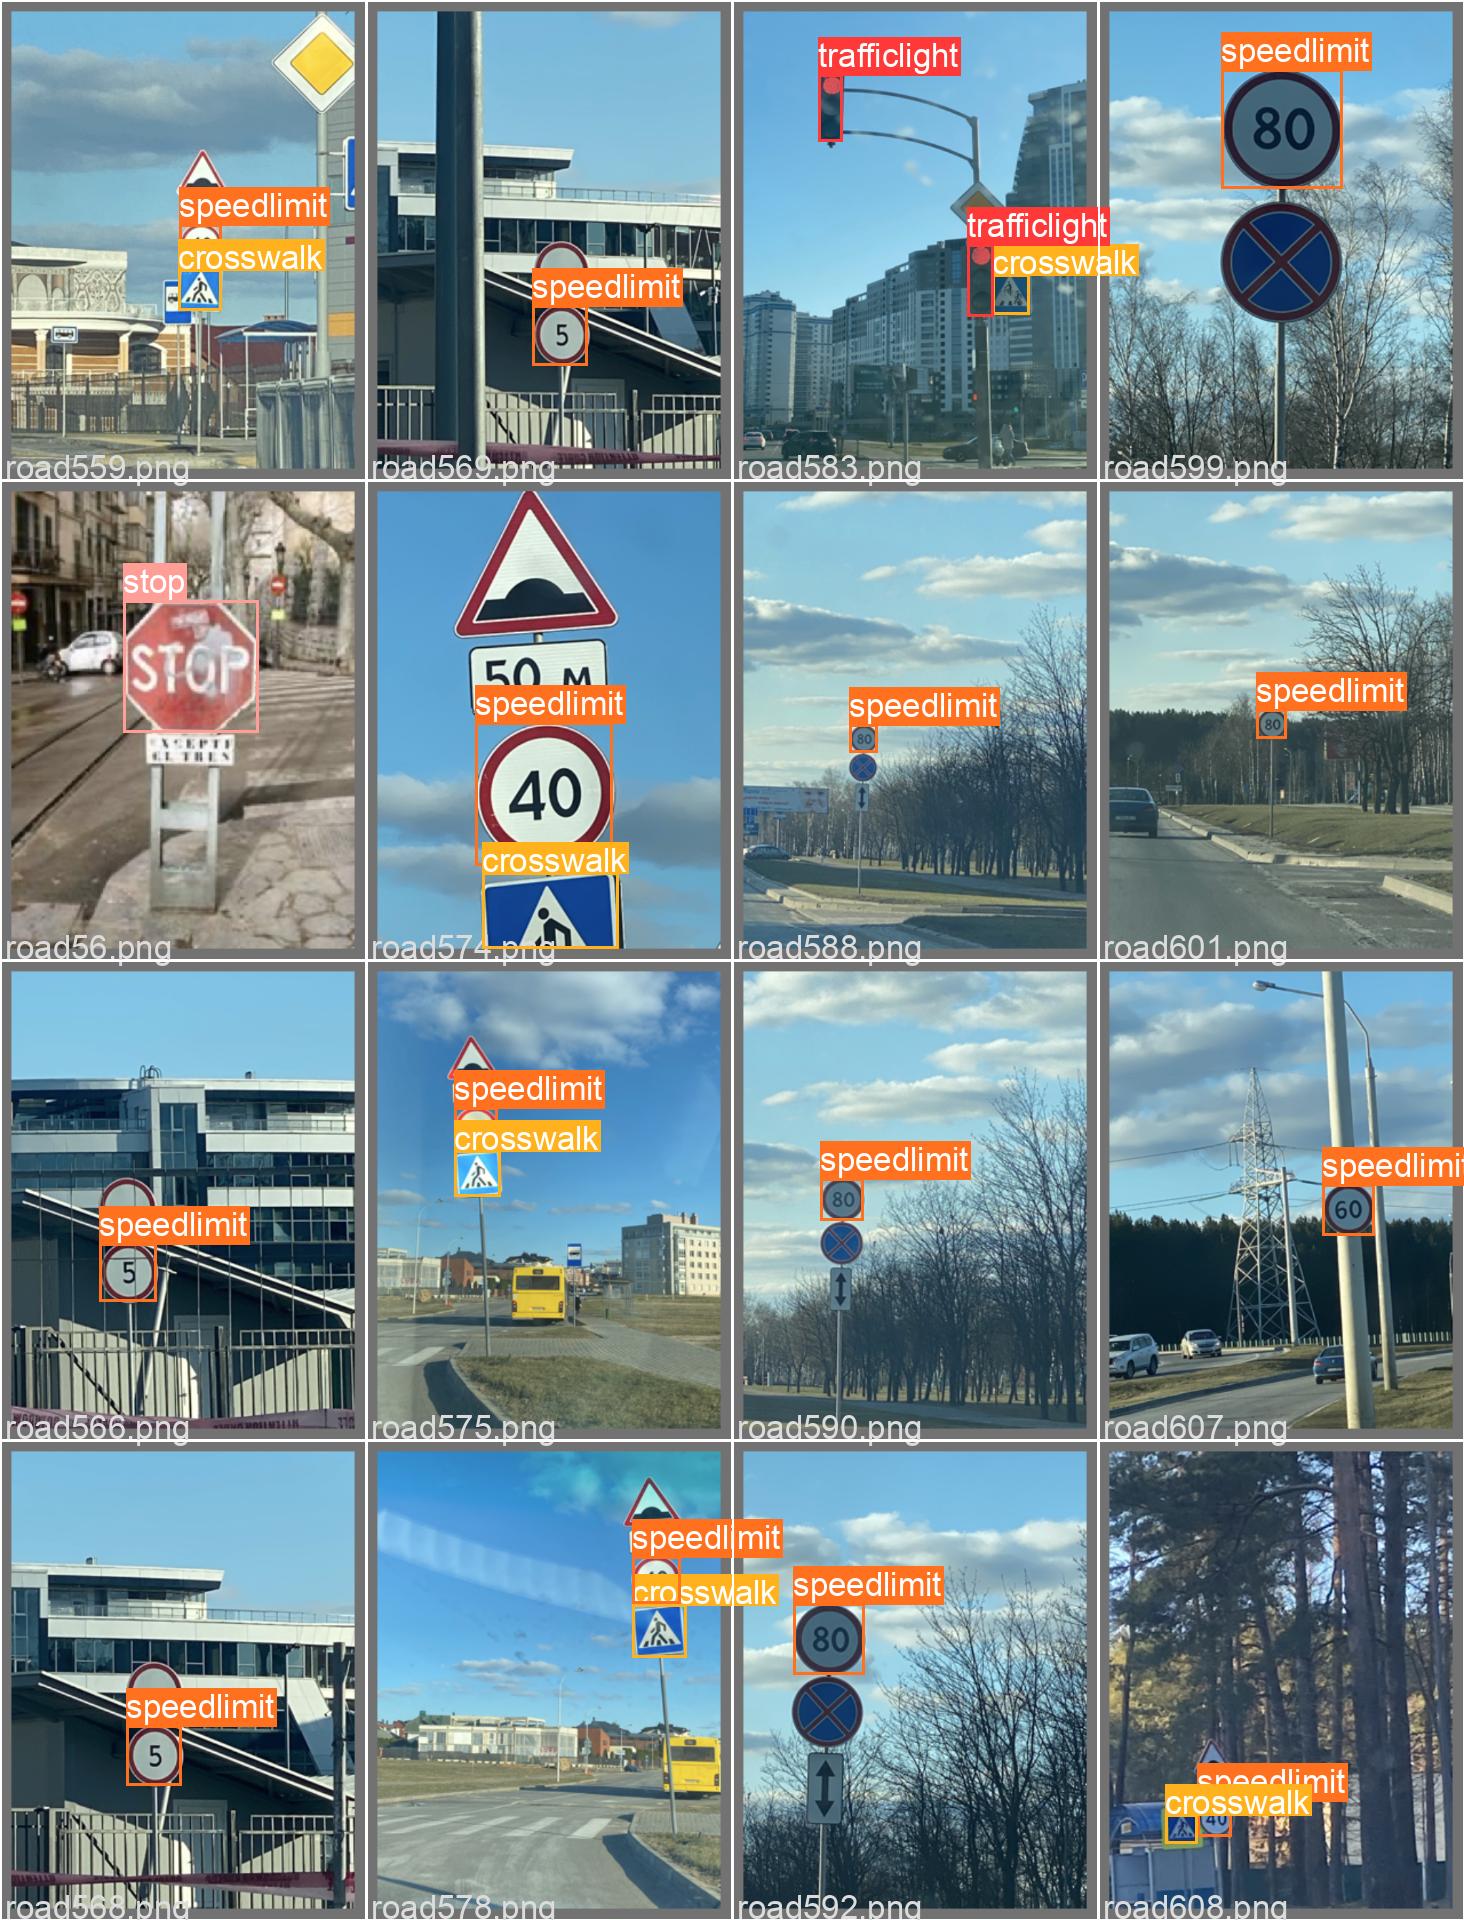 speedlimit
crosswalk
road559.png
speedlimit
5
road569.png
trafficlight
trafficlight
crosswalk
road583.png
speedlimit
80
road599.png
stop
STOP
road56.png
50 м
speedlimit
40
crosswalk
road574.png
speedlimit
80
road588.png
speedlimit
80
road601.png
speedlimit
5
road566.png
speedlimit
crosswalk
road575.png
speedlimit
80
road590.png
speedlimit
60
road607.png
speedlimit
5
road568.png
speedlimit
crosswalk
road578.png
speedlimit
80
road592.png
speedlimit
crosswalk
40
road608.png